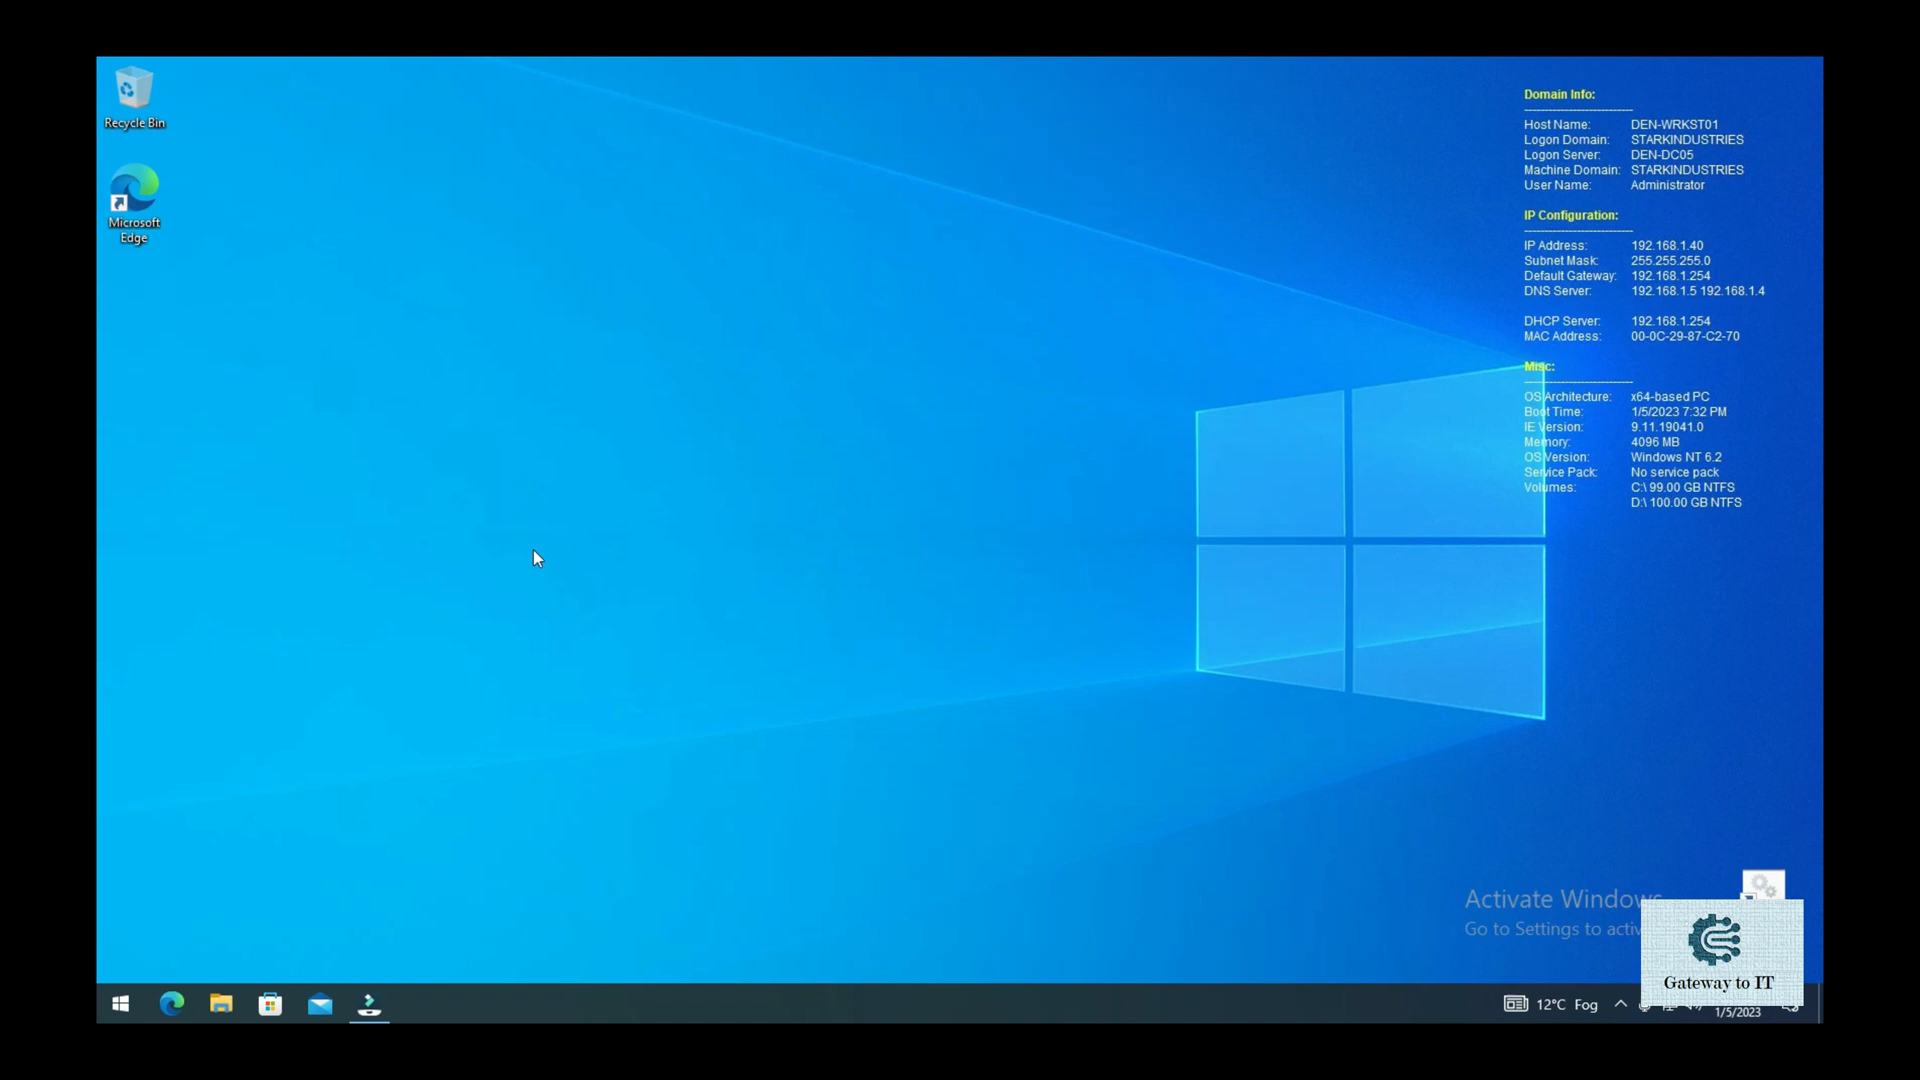 Recycle Bin
Microsoft
Edge
Domain Info:
----------------------------
Host Name: DEN-WRKST01
Logon Domain: STARKINDUSTRIES
Logon Server: DEN-DC05
Machine Domain: STARKINDUSTRIES
User Name: Administrator
IP Configuration:
----------------------------
IP Address: 192.168.1.40
Subnet Mask: 255.255.255.0
Default Gateway: 192.168.1.254
DNS Server: 192.168.1.5 192.168.1.4
DHCP Server: 192.168.1.254
MAC Address: 00-0C-29-87-C2-70
Misc:
----------------------------
OS Architecture: x64-based PC
Boot Time: 1/5/2023 7:32 PM
IE Version: 9.11.19041.0
Memory: 4096 MB
OS Version: Windows NT 6.2
Service Pack: No service pack
Volumes: C:\ 99.00 GB NTFS
D:\ 100.00 GB NTFS
Activate Windows
Go to Settings to
Gateway to IT
12°C Fog
1/5/2023